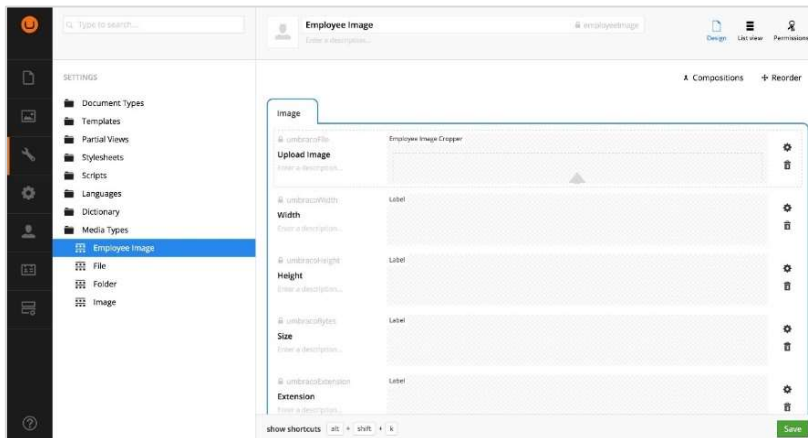 Type to search...
SETTINGS
Document Types
Templates
Partial Views
Stylesheets
Scripts
Languages
Dictionary
Media Types
Employee Image
File
Folder
Image
Employee Image
employeeImage
Enter a description...
Design
List view
Permissions
Compositions
Reorder
Image
umbracoFile
Upload Image
Enter a description...
Employee Image Cropper
umbracoWidth
Width
Enter a description...
Label
umbracoHeight
Height
Enter a description...
Label
umbracoBytes
Size
Enter a description...
Label
umbracoExtension
Extension
Enter a description...
Label
show shortcuts alt + shift + k
Save